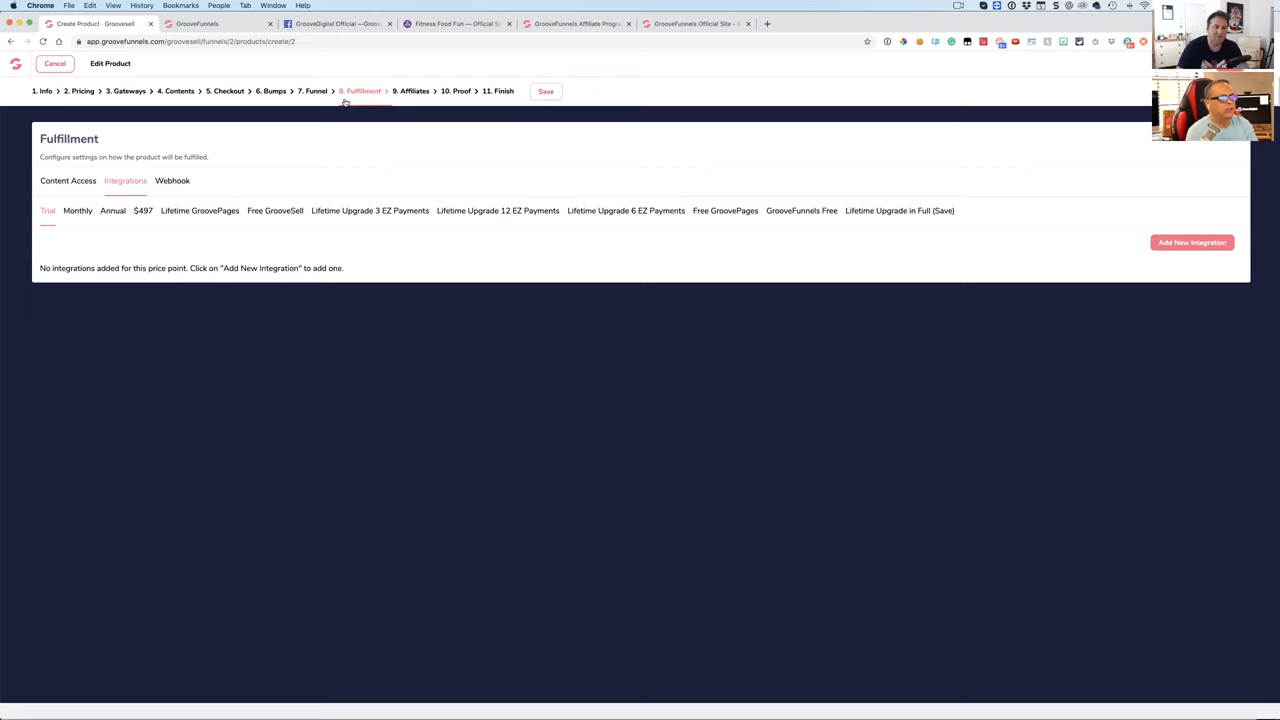 Chrome File Edit View History Bookmarks People Tab Window Help
Create Product - Groovesell
GrooveFunnels
GrooveDigital Official —Groov
Fitness Food Fun — Official Si
GrooveFunnels Affiliate Progr
GrooveFunnels Official Site -
app.groovefunnels.com/groovesell/funnels/2/products/create/2
Cancel Edit Product
1. Info 2. Pricing 3. Gateways 4. Contents 5. Checkout 6. Bumps 7. Funnel 8. Fulfillment 9. Affiliates 10. Proof 11. Finish Save
Fulfillment
Configure settings on how the product will be fulfilled.
Content Access Integrations Webhook
Trial Monthly Annual $497 Lifetime GroovePages Free GrooveSell Lifetime Upgrade 3 EZ Payments Lifetime Upgrade 12 EZ Payments Lifetime Upgrade 6 EZ Payments Free GroovePages GrooveFunnels Free Lifetime Upgrade in Full (Save)
Add New Integration
No integrations added for this price point. Click on "Add New Integration" to add one.